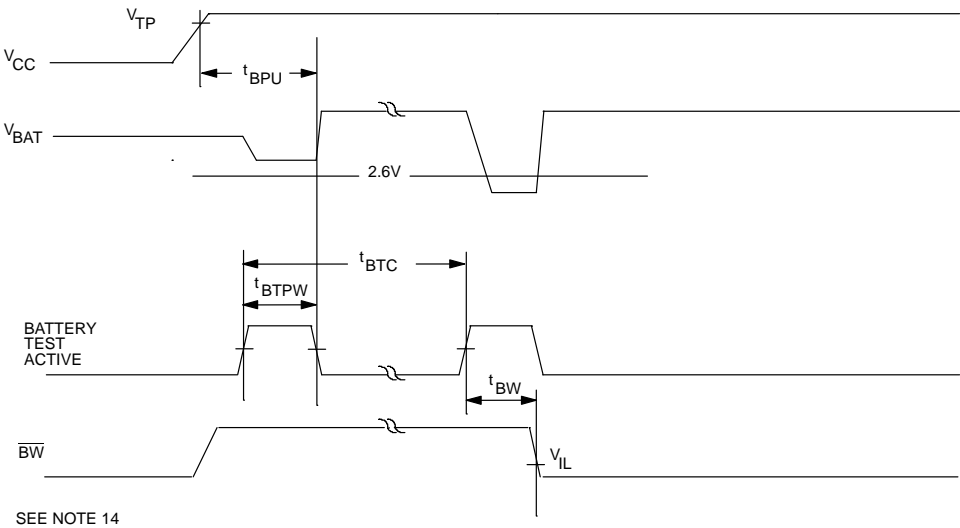 VTP
VCC
tBPU
VBAT
2.6V
tBTC
tBTPW
BATTERY
TEST
ACTIVE
tBW
BW
VIL
SEE NOTE 14